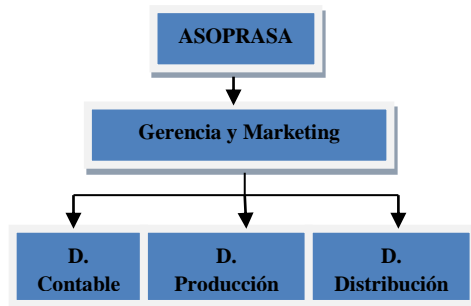 ASOPRASA
Gerencia y Marketing
D.
Contable
D.
Producción
D.
Distribución